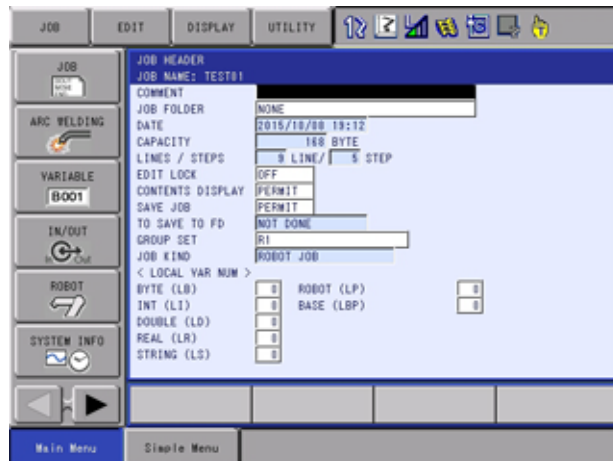 JOB EDIT DISPLAY UTILITY
JOB
ARC WELDING
VARIABLE
B001
IN/OUT
In Out
ROBOT
SYSTEM INFO
JOB HEADER
JOB NAME: TEST01
COMMENT
JOB FOLDER NONE
DATE 2015/10/08 19:12
CAPACITY 168 BYTE
LINES / STEPS 9 LINE/ 5 STEP
EDIT LOCK OFF
CONTENTS DISPLAY PERMIT
SAVE JOB PERMIT
TO SAVE TO FD NOT DONE
GROUP SET R1
JOB KIND ROBOT JOB
< LOCAL VAR NUM >
BYTE (LB) 0 ROBOT (LP) 0
INT (LI) 0 BASE (LBP) 0
DOUBLE (LD) 0
REAL (LR) 0
STRING (LS) 0
Main Menu Simple Menu